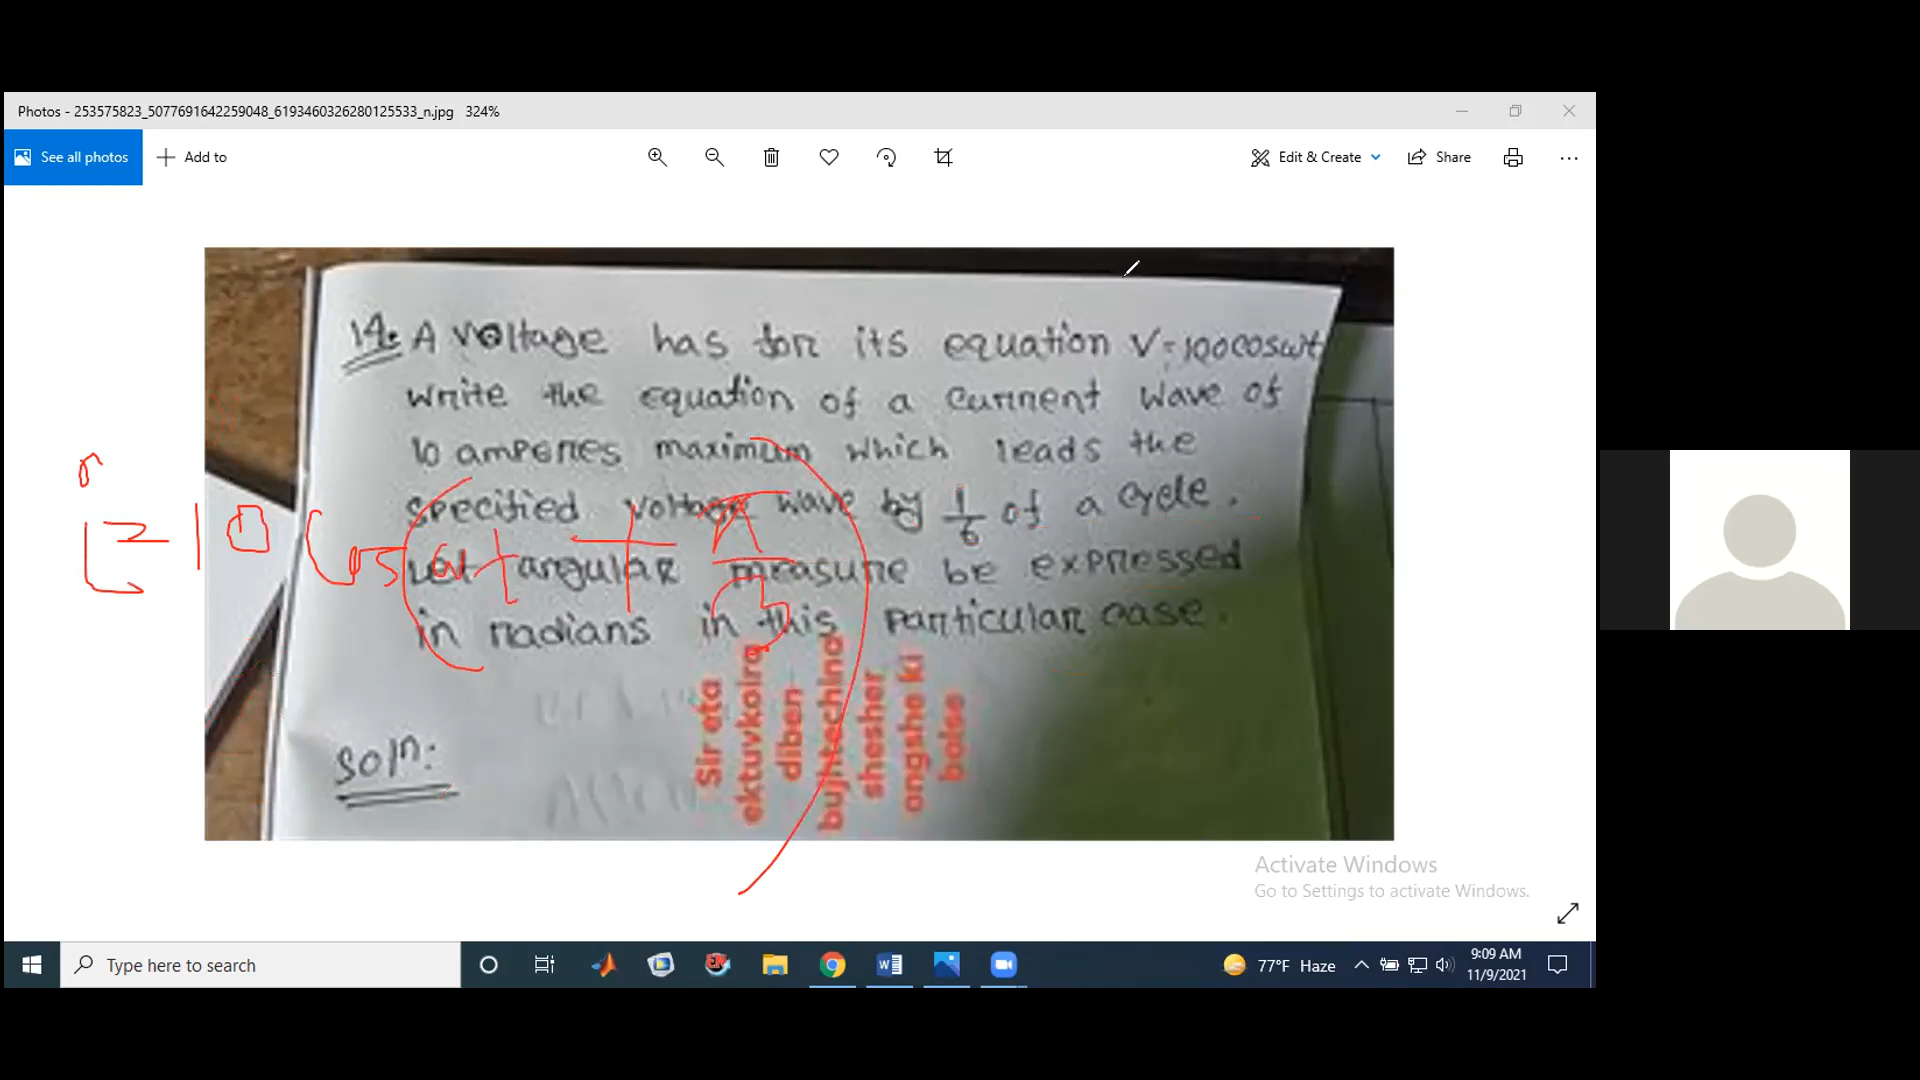 Photos - 253575823_5077691642259048_6193460326280125533_n.jpg 324%
See all photos
Add to
Edit & Create
Share
14. A voltage has for its equation V=100cosωt
write the equation of a current wave of
10 amperes maximum which leads the
specified voltage wave by 1/6 of a cycle.
Let angular measure be expressed
in radians in this particular case.
i = 10 Cos (ωt + π/3)
Sir eta
ektuvkoira
diben
bujhtechina
shesher
ongshe ki
bolse
Soln:
Activate Windows
Go to Settings to activate Windows.
Type here to search
77°F Haze
9:09 AM
11/9/2021